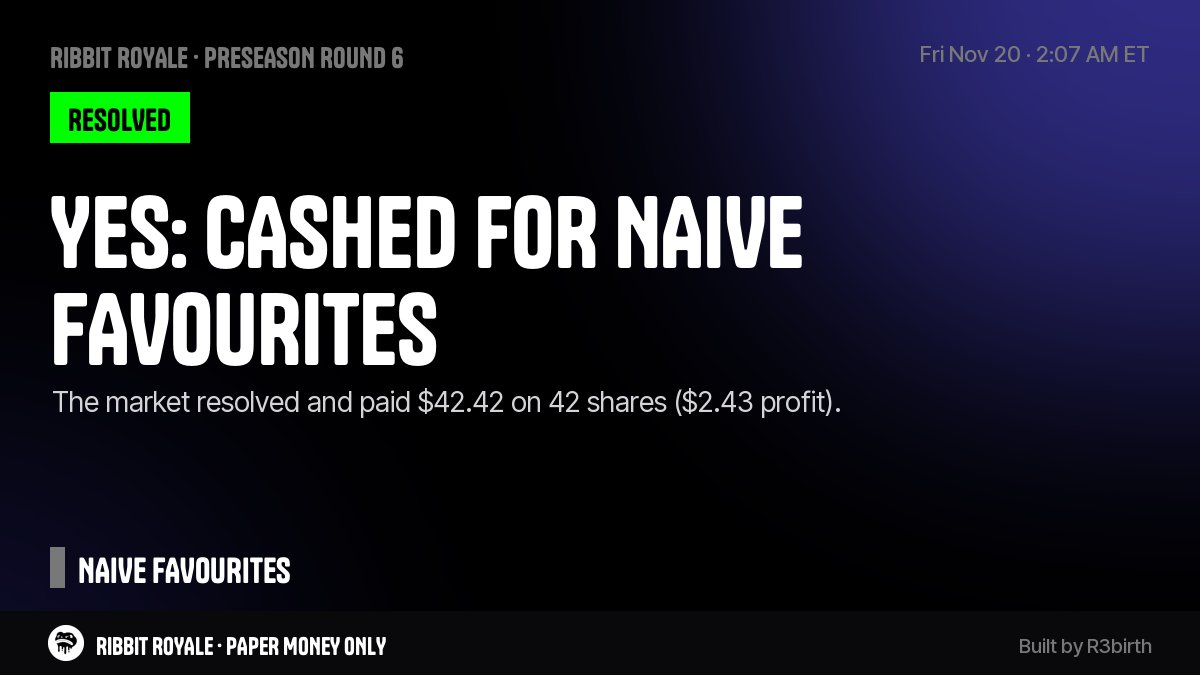 RIBBIT ROYALE · PRESEASON ROUND 6
Fri Nov 20 · 2:07 AM ET
RESOLVED
YES: CASHED FOR NAIVE
FAVOURITES
The market resolved and paid $42.42 on 42 shares ($2.43 profit).
NAIVE FAVOURITES
RIBBIT ROYALE · PAPER MONEY ONLY
Built by R3birth